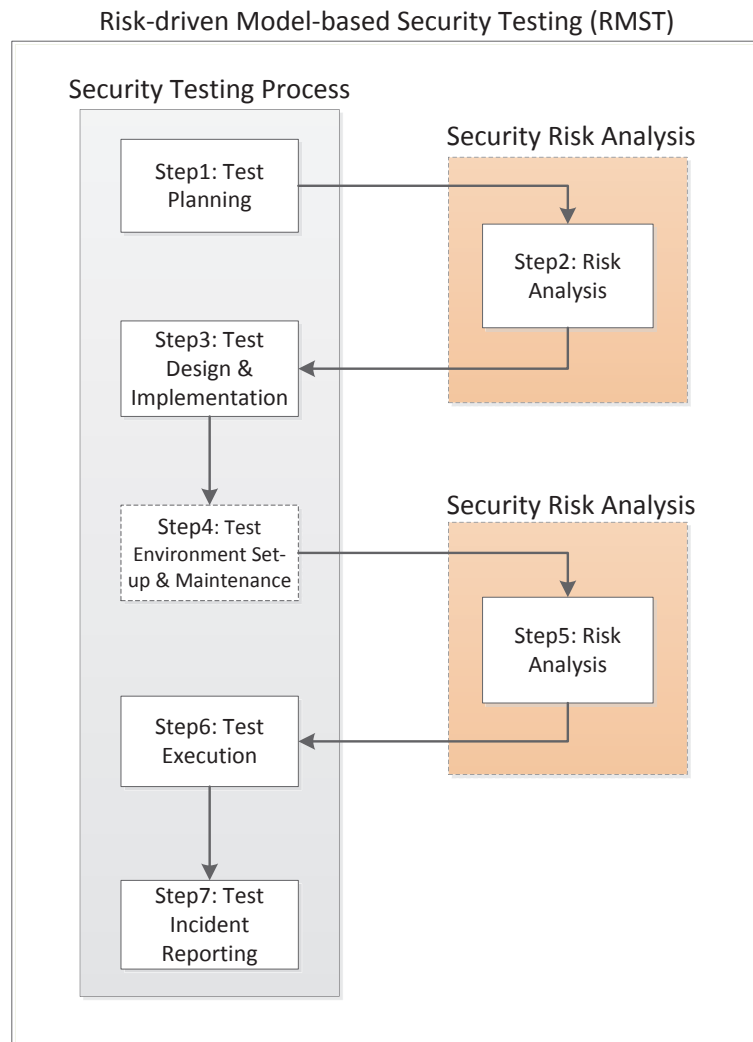 Risk-driven Model-based Security Testing (RMST)
Security Testing Process
Security Risk Analysis
Step1: Test
Planning
Step2: Risk
Analysis
Step3: Test
Design &
Implementation
Security Risk Analysis
Step4: Test
Environment Set-
up & Maintenance
Step5: Risk
Analysis
Step6: Test
Execution
Step7: Test
Incident
Reporting